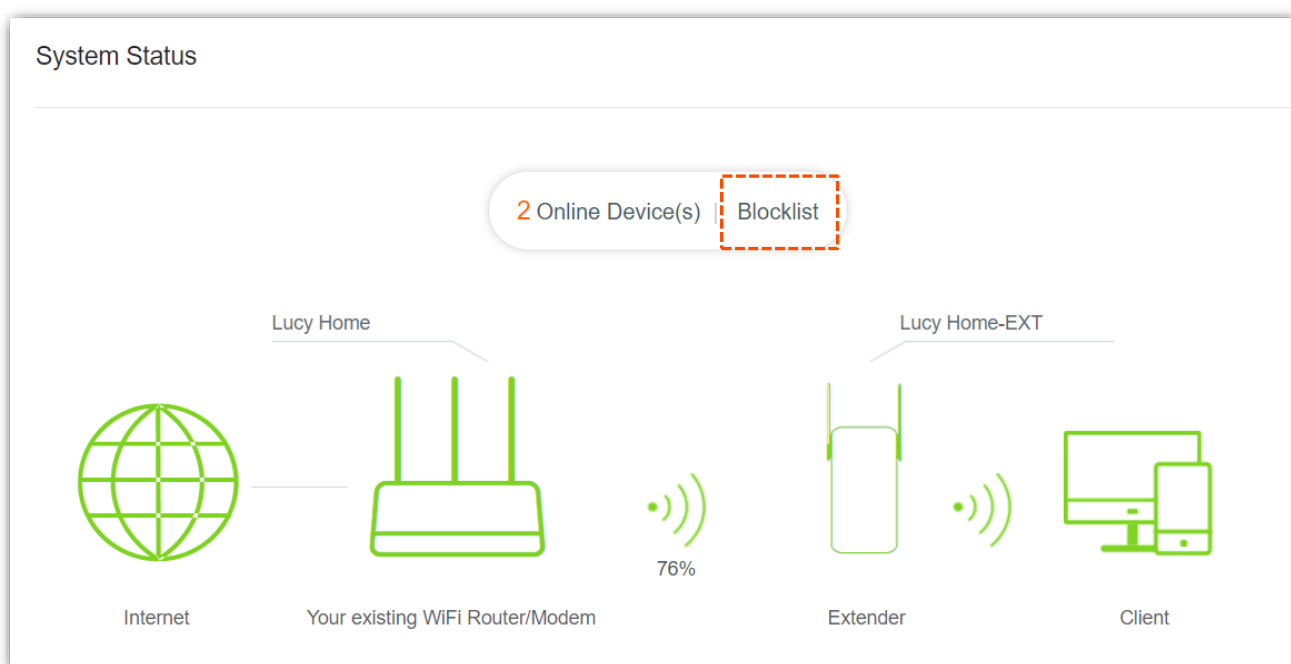 System Status
2 Online Device(s) | Blocklist
Lucy Home
Lucy Home-EXT
76%
Internet
Your existing WiFi Router/Modem
Extender
Client